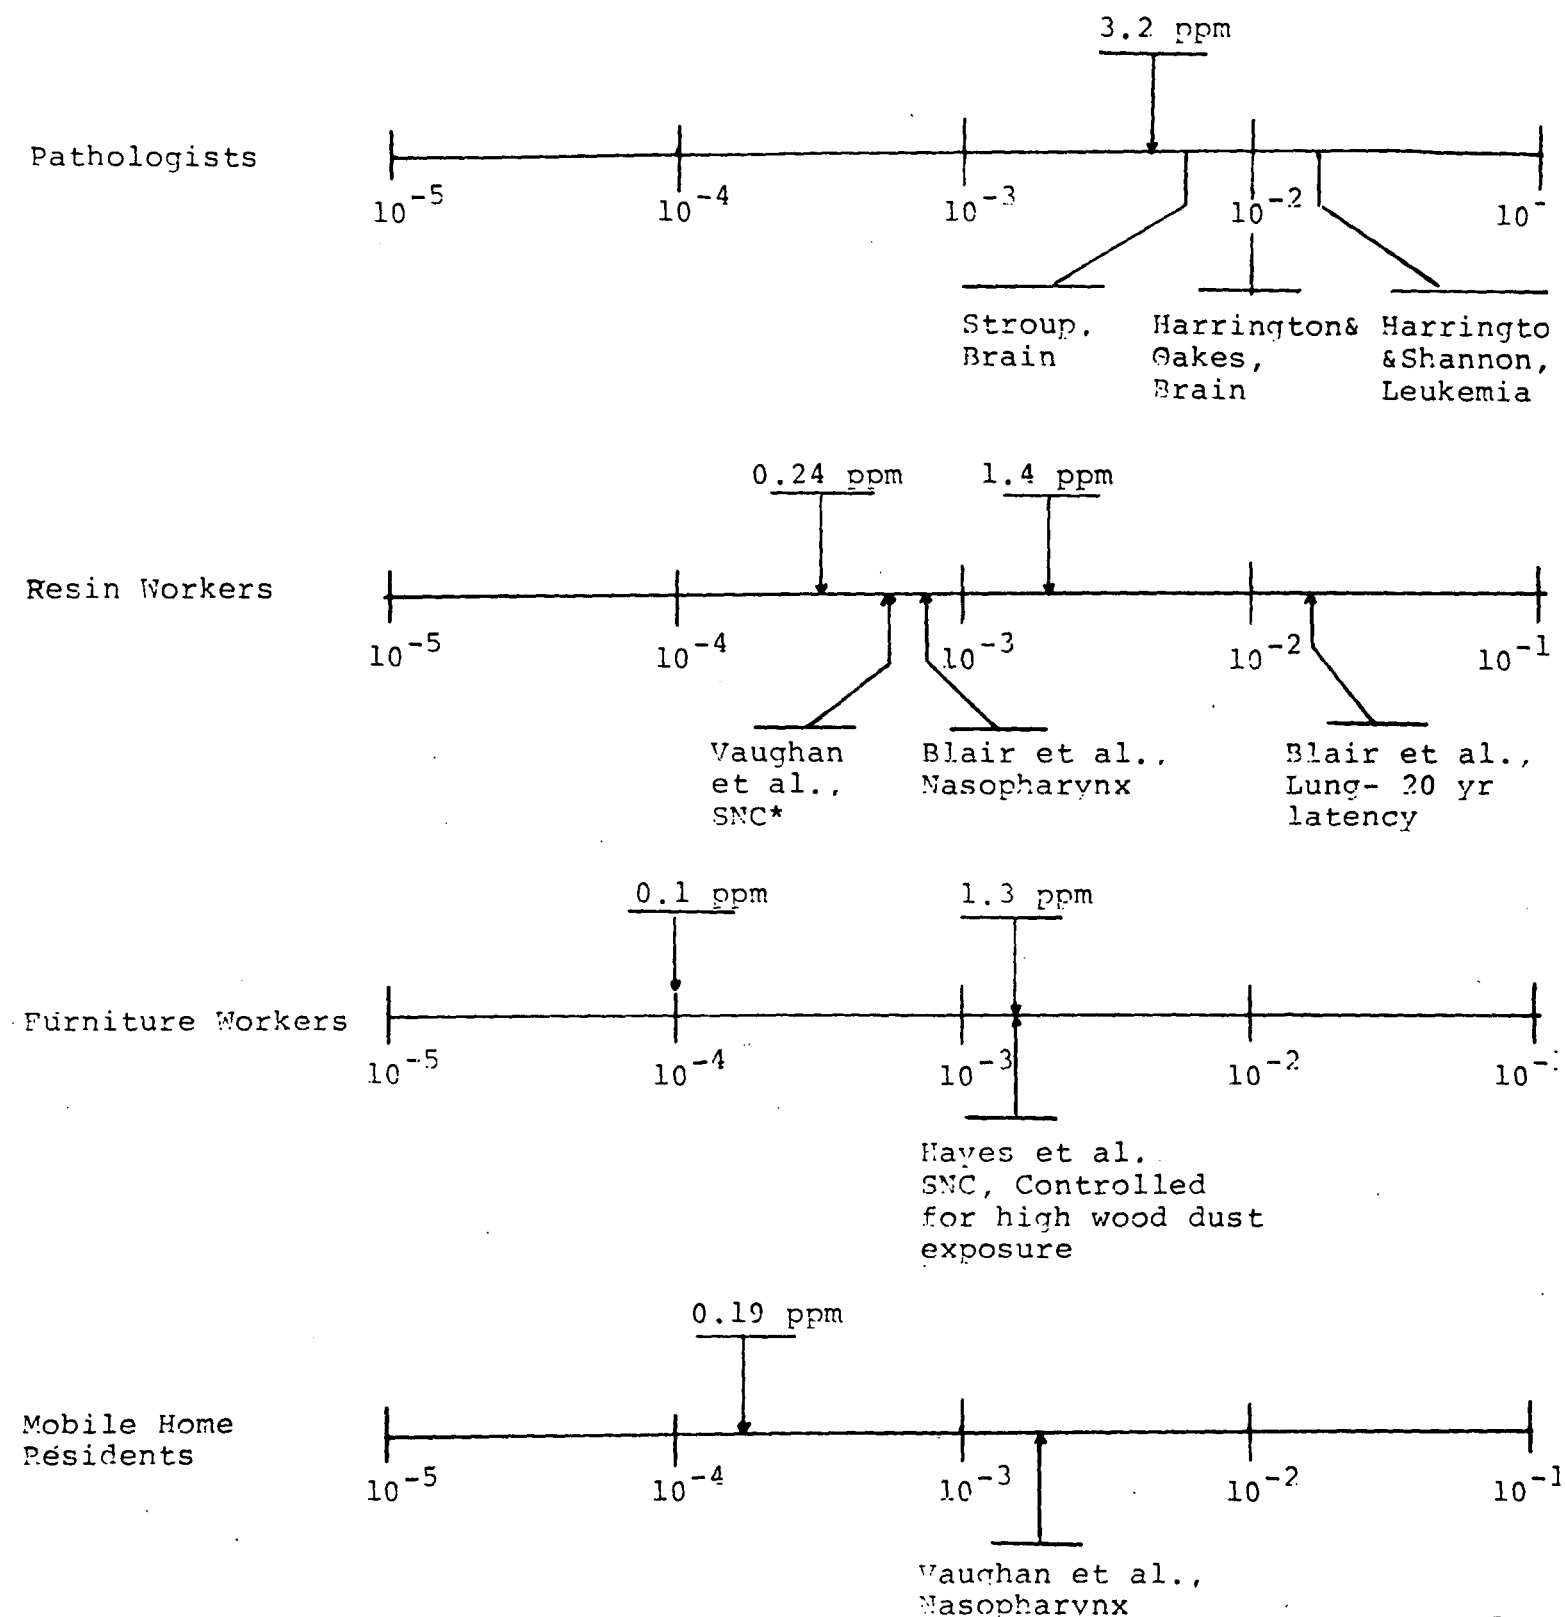 3.2 ppm
Pathologists
10-5 10-4 10-3 10-2 10-
Stroup, Harrington& Harringto
Brain Oakes, &Shannon,
Brain Leukemia
0.24 ppm 1.4 ppm
Resin Workers
10-5 10-4 10-3 10-2 10-1
Vaughan Blair et al., Blair et al.,
et al., Nasopharynx Lung- 20 yr
SNC* latency
0.1 ppm 1.3 ppm
Furniture Workers
10-5 10-4 10-3 10-2 10-
Hayes et al.
SNC, Controlled
for high wood dust
exposure
0.19 ppm
Mobile Home
Residents
10-5 10-4 10-3 10-2 10-1
Vaughan et al.,
Nasopharynx